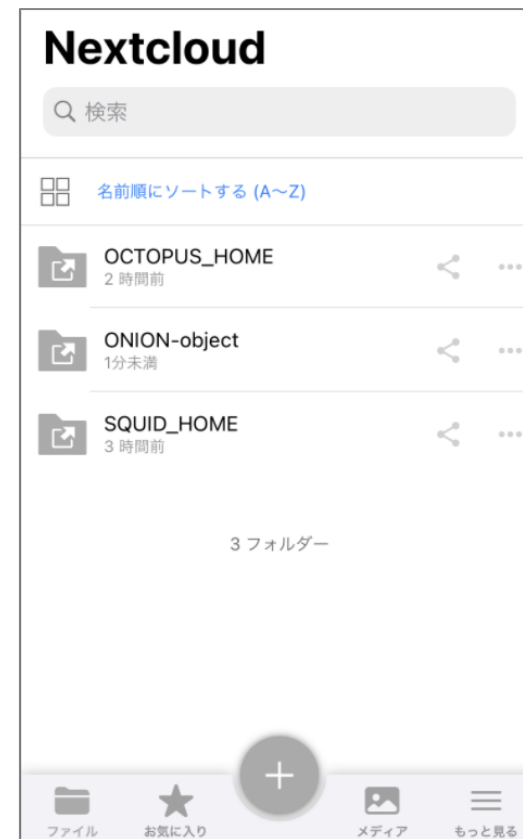 Nextcloud
検索
名前順にソートする (A～Z)
OCTOPUS_HOME
2 時間前
ONION-object
1分未満
SQUID_HOME
3 時間前
3 フォルダー
ファイル
お気に入り
メディア
もっと見る